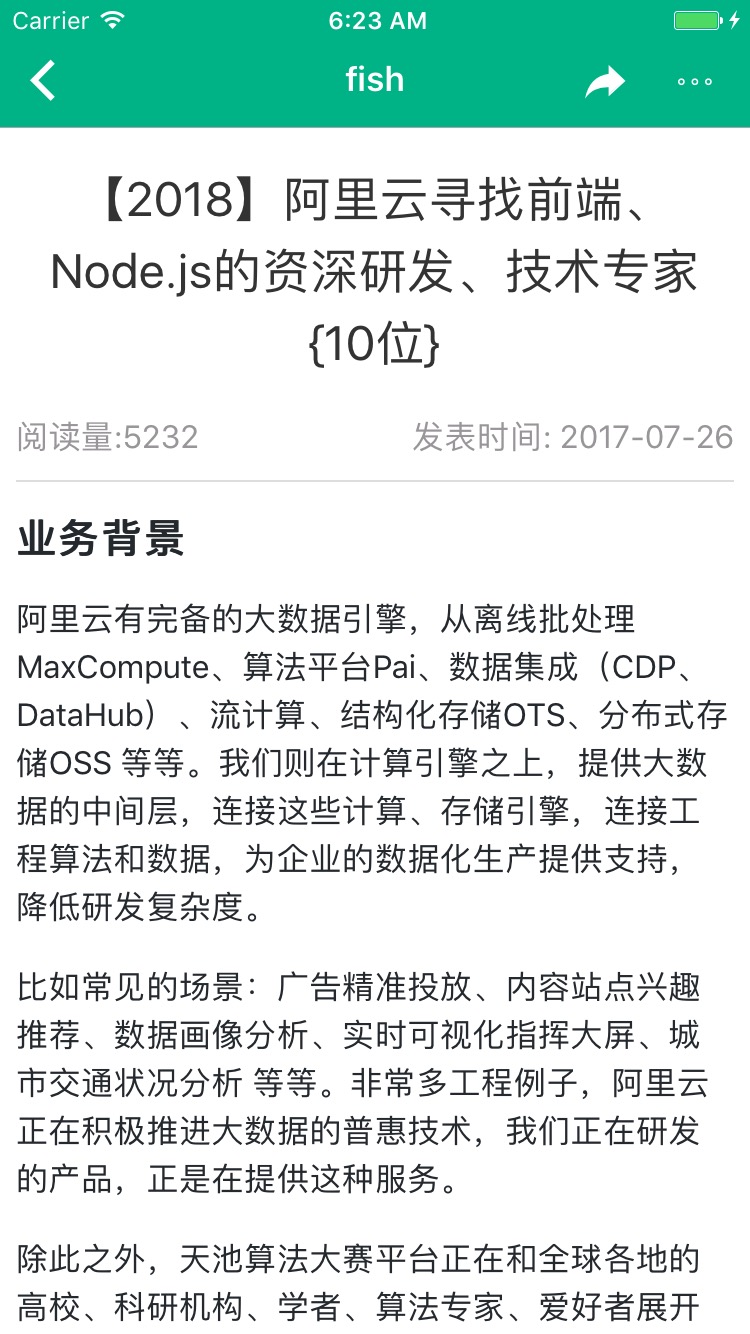 Carrier 6:23 AM
fish
【2018】阿里云寻找前端、
Node.js的资深研发、技术专家
{10位}
阅读量:5232 发表时间: 2017-07-26
业务背景
阿里云有完备的大数据引擎，从离线批处理
MaxCompute、算法平台Pai、数据集成（CDP、
DataHub）、流计算、结构化存储OTS、分布式存
储OSS 等等。我们则在计算引擎之上，提供大数
据的中间层，连接这些计算、存储引擎，连接工
程算法和数据，为企业的数据化生产提供支持，
降低研发复杂度。
比如常见的场景：广告精准投放、内容站点兴趣
推荐、数据画像分析、实时可视化指挥大屏、城
市交通状况分析 等等。非常多工程例子，阿里云
正在积极推进大数据的普惠技术，我们正在研发
的产品，正是在提供这种服务。
除此之外，天池算法大赛平台正在和全球各地的
高校、科研机构、学者、算法专家、爱好者展开